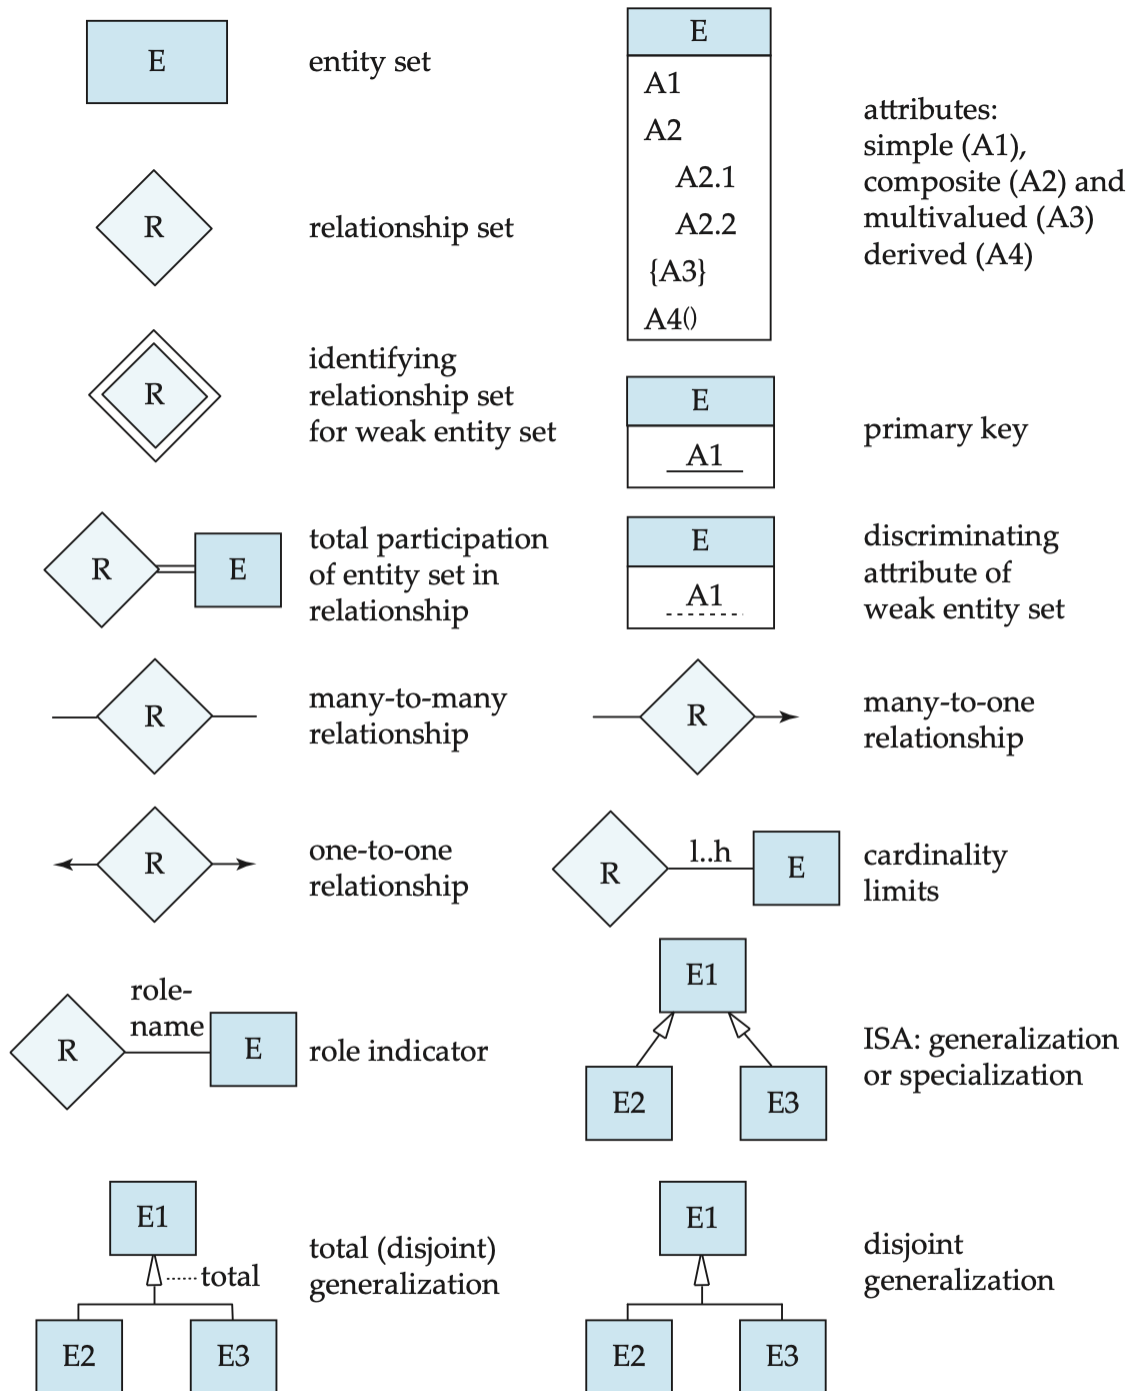 E
entity set
R
relationship set
R
identifying
relationship set
for weak entity set
R
E
total participation
of entity set in
relationship
R
many-to-many
relationship
R
one-to-one
relationship
R
role-
name
E
role indicator
E1
total
E2
E3
total (disjoint)
generalization
E
A1
A2
A2.1
A2.2
{A3}
A4()
attributes:
simple (A1),
composite (A2) and
multivalued (A3)
derived (A4)
E
A1
primary key
E
A1
discriminating
attribute of
weak entity set
R
many-to-one
relationship
R
l..h
E
cardinality
limits
E1
E2
E3
ISA: generalization
or specialization
E1
E2
E3
disjoint
generalization